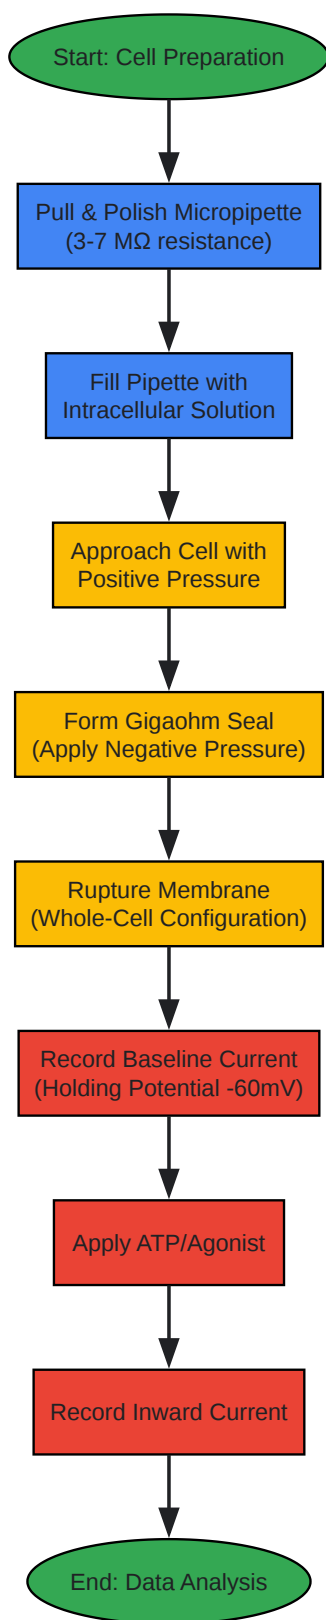 Start: Cell Preparation
Pull & Polish Micropipette
(3-7 MΩ resistance)
Fill Pipette with
Intracellular Solution
Approach Cell with
Positive Pressure
Form Gigaohm Seal
(Apply Negative Pressure)
Rupture Membrane
(Whole-Cell Configuration)
Record Baseline Current
(Holding Potential -60mV)
Apply ATP/Agonist
Record Inward Current
End: Data Analysis